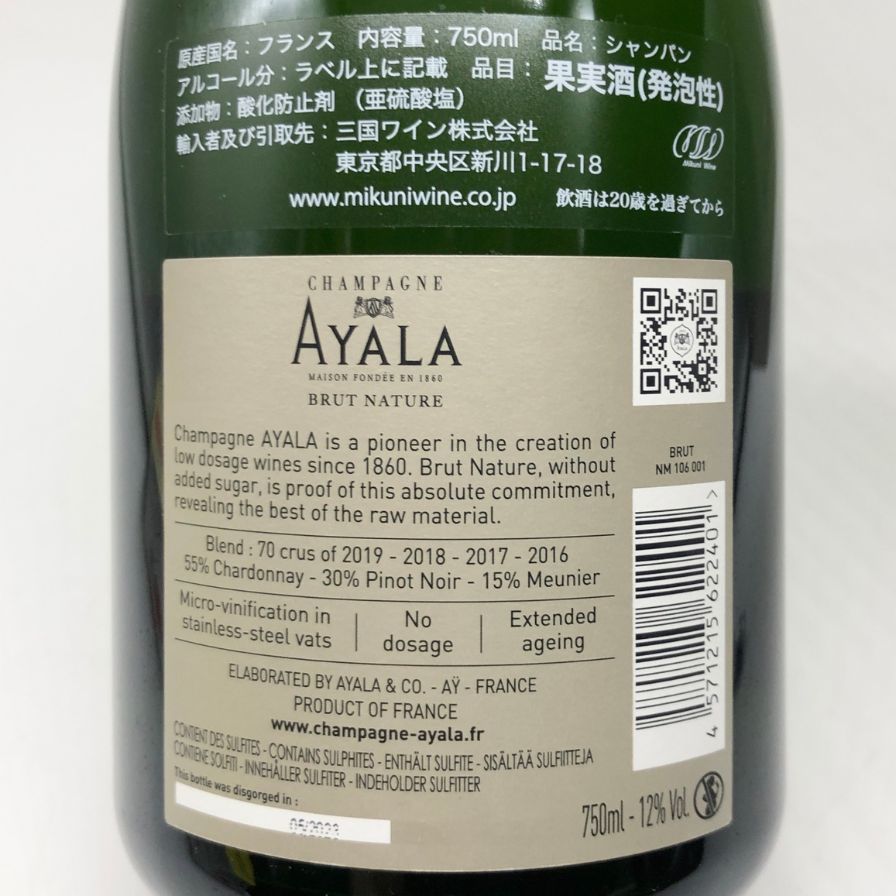 原産国名：フランス 内容量：750ml 品名：シャンパン
アルコール分：ラベル上に記載 品目：果実酒(発泡性)
添加物：酸化防止剤 (亜硫酸塩)
輸入者及び引取先：三国ワイン株式会社
東京都中央区新川1-17-18
Mikuni Wine
www.mikuniwine.co.jp 飲酒は20歳を過ぎてから
CHAMPAGNE
AYALA
MAISON FONDÉE EN 1860
BRUT NATURE
AYALA
BRUT
NM 106 001
Champagne AYALA is a pioneer in the creation of
low dosage wines since 1860. Brut Nature, without
added sugar, is proof of this absolute commitment,
revealing the best of the raw material.
Blend : 70 crus of 2019 - 2018 - 2017 - 2016
55% Chardonnay - 30% Pinot Noir - 15% Meunier
Micro-vinification in
stainless-steel vats
No
dosage
Extended
ageing
ELABORATED BY AYALA & CO. - AŸ - FRANCE
PRODUCT OF FRANCE
www.champagne-ayala.fr
CONTIENT DES SULFITES - CONTAINS SULPHITES - ENTHÄLT SULFITE - SISÄLTÄÄ SULFIITTEJA
CONTIENE SOLFITI - INNEHÅLLER SULFITER - INDEHOLDER SULFITTER
This bottle was disgorged in :
05/2023
4 571215 622401 >
750ml - 12% Vol.